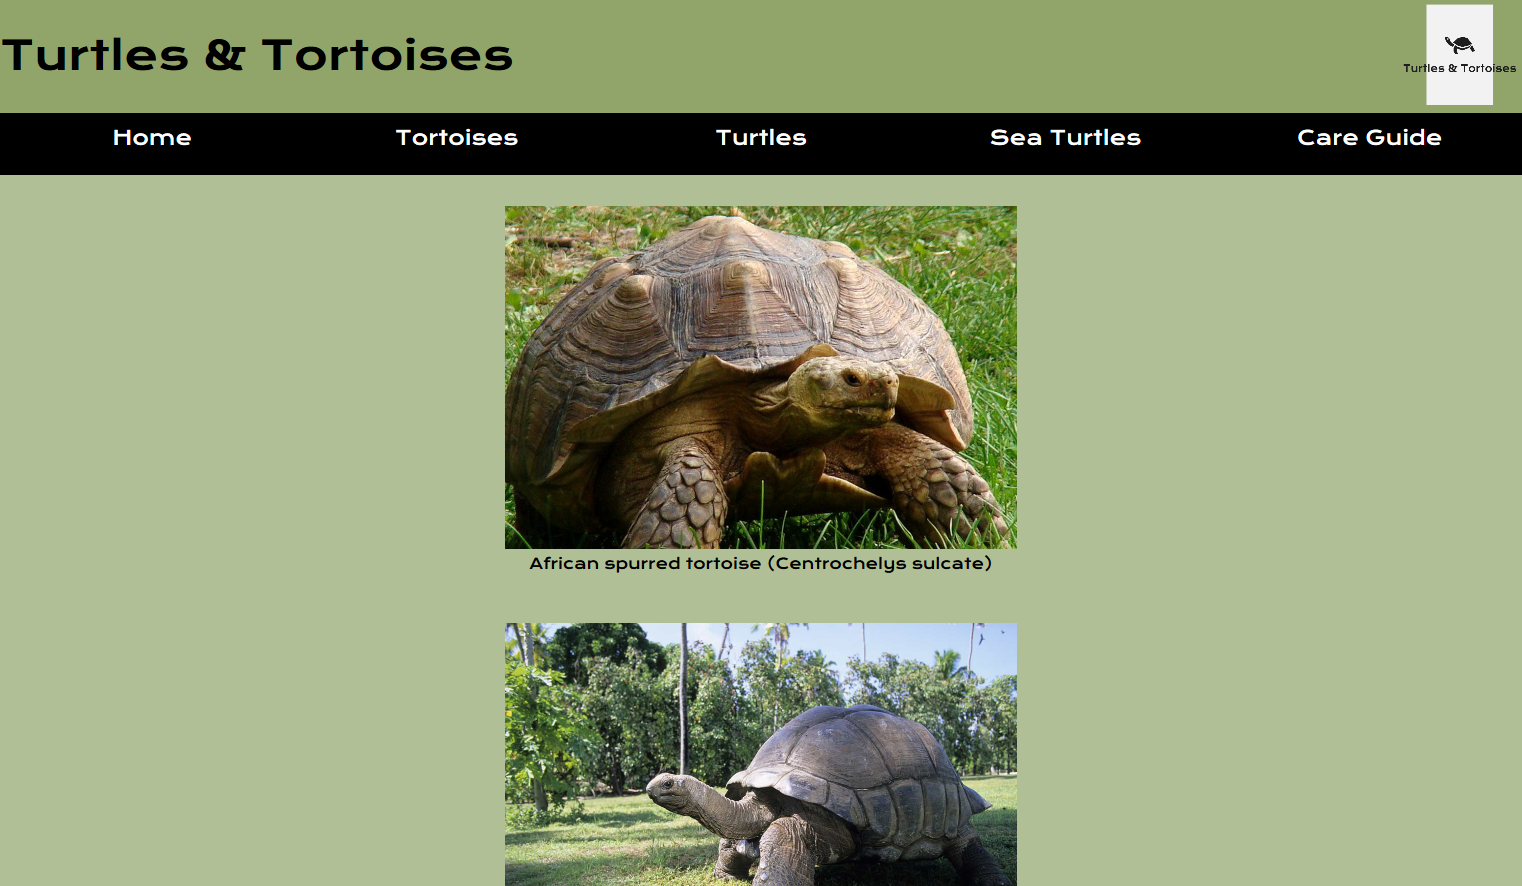 Turtles & Tortoises
Turtles & Tortoises
Home Tortoises Turtles Sea Turtles Care Guide
African spurred tortoise (Centrochelys sulcate)